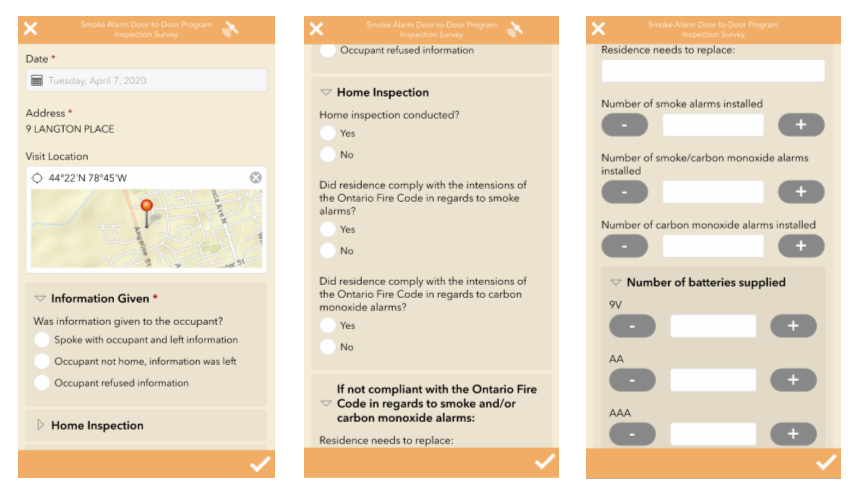 Smoke Alarm Door-to-Door Program
Inspection Survey
Date *
Tuesday, April 7, 2020
Address *
9 LANGTON PLACE
Visit Location
44°22'N 78°45'W
Angeline St
Information Given *
Was information given to the occupant?
Spoke with occupant and left information
Occupant not home, information was left
Occupant refused information
Home Inspection
Smoke Alarm Door-to-Door Program
Inspection Survey
Occupant refused information
Home Inspection
Home inspection conducted?
Yes
No
Did residence comply with the intensions of
the Ontario Fire Code in regards to smoke
alarms?
Yes
No
Did residence comply with the intensions of
the Ontario Fire Code in regards to carbon
monoxide alarms?
Yes
No
If not compliant with the Ontario Fire
Code in regards to smoke and/or
carbon monoxide alarms:
Residence needs to replace:
Smoke Alarm Door-to-Door Program
Inspection Survey
Residence needs to replace:
Number of smoke alarms installed
- +
Number of smoke/carbon monoxide alarms
installed
- +
Number of carbon monoxide alarms installed
- +
Number of batteries supplied
9V
- +
AA
- +
AAA
- +